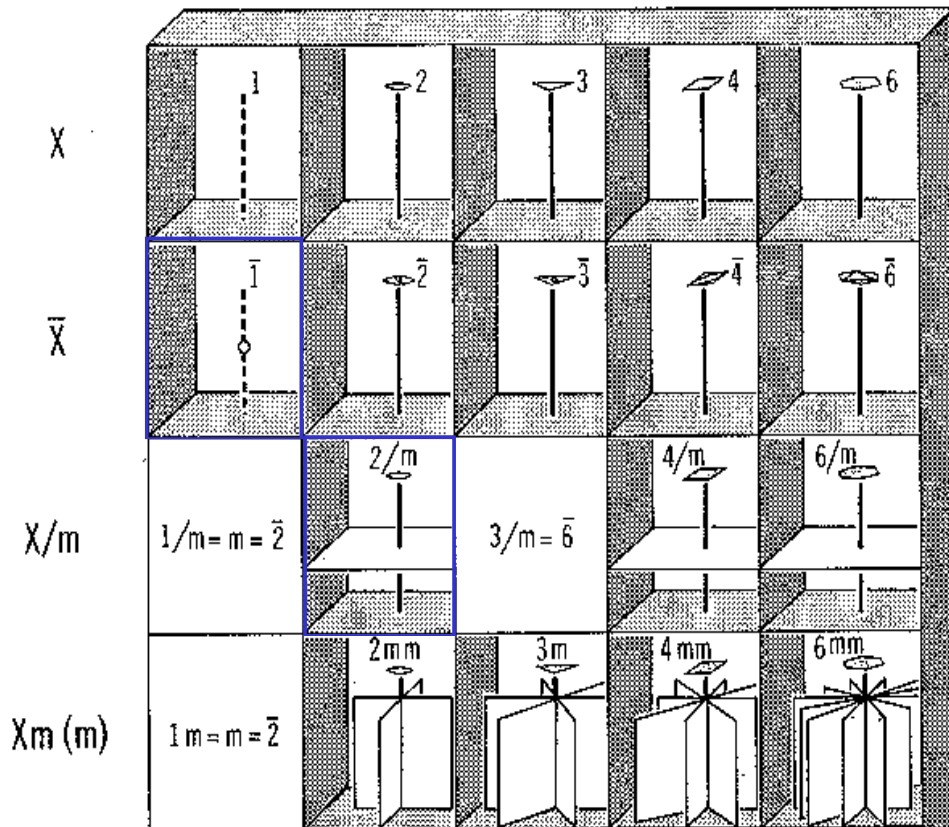 X 1 2 3 4 6
X̄ 1̄ 2̄ 3̄ 4̄ 6̄
X/m 1/m = m = 2̄ 2/m 3/m = 6̄ 4/m 6/m
Xm (m) 1m = m = 2̄ 2mm 3m 4mm 6mm